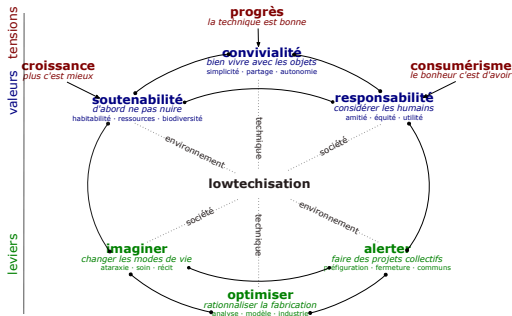 progrès
la technique est bonne
croissance
plus c'est mieux
convivialité
bien vivre avec les objets
simplicité · partage · autonomie
consumérisme
le bonheur c'est d'avoir
soutenabilité
d'abord ne pas nuire
habitabilité · ressources · biodiversité
responsabilité
considérer les humains
amitié · équité · utilité
environnement
technique
société
lowtechisation
société
technique
environnement
imaginer
changer les modes de vie
ataraxie · soin · récit
alerter
faire des projets collectifs
préfiguration · fermeture · communs
optimiser
rationnaliser la fabrication
analyse · modèle · industrie
tensions
valeurs
leviers